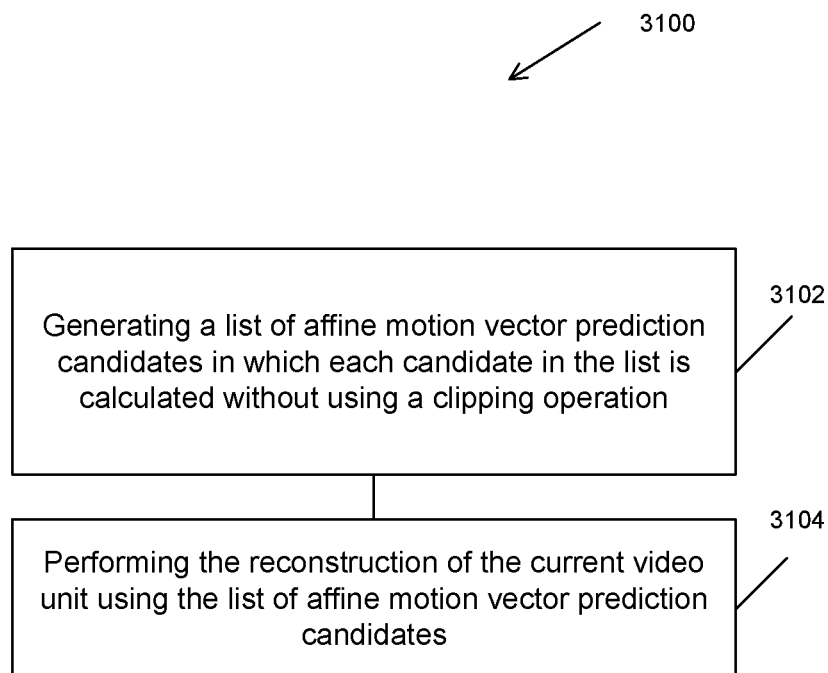 3100
3102
Generating a list of affine motion vector prediction
candidates in which each candidate in the list is
calculated without using a clipping operation
3104
Performing the reconstruction of the current video
unit using the list of affine motion vector prediction
candidates